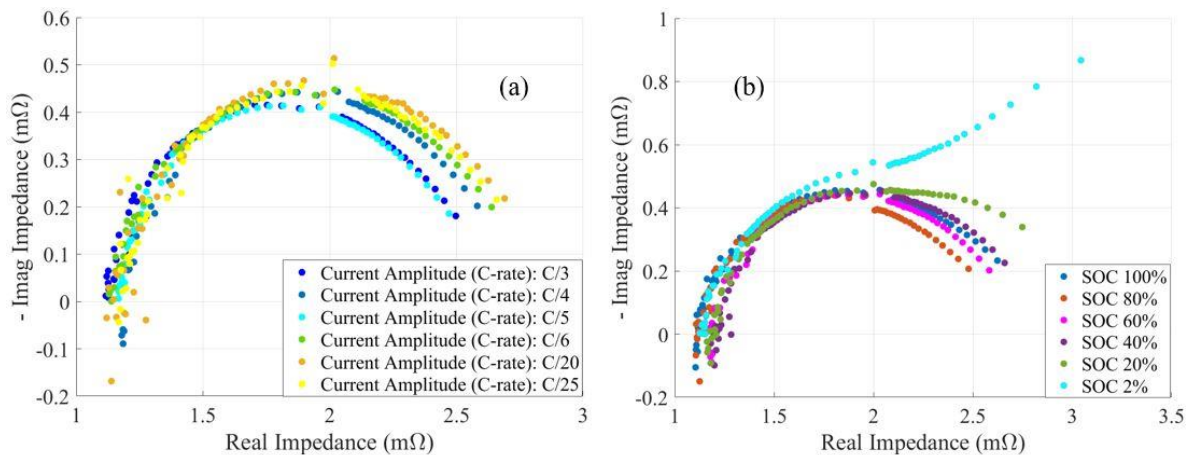 (a)
0.6
0.5
0.4
0.3
0.2
0.1
0
-0.1
-0.2
- Imag Impedance (mΩ)
1
1.5
2
2.5
3
Real Impedance (mΩ)
Current Amplitude (C-rate): C/3
Current Amplitude (C-rate): C/4
Current Amplitude (C-rate): C/5
Current Amplitude (C-rate): C/6
Current Amplitude (C-rate): C/20
Current Amplitude (C-rate): C/25
(b)
1
0.8
0.6
0.4
0.2
0
-0.2
- Imag Impedance (mΩ)
1
1.5
2
2.5
3
3.5
Real Impedance (mΩ)
SOC 100%
SOC 80%
SOC 60%
SOC 40%
SOC 20%
SOC 2%